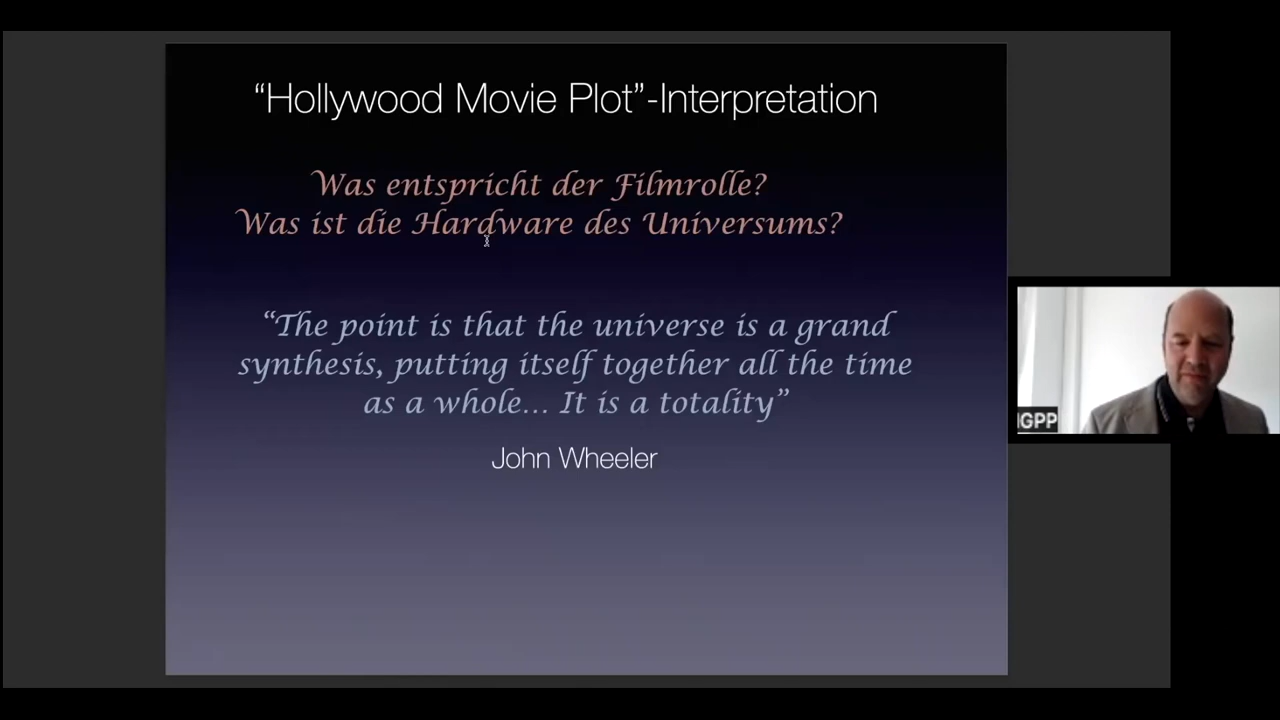 “Hollywood Movie Plot”-Interpretation
Was entspricht der Filmrolle?
Was ist die Hardware des Universums?
“The point is that the universe is a grand
synthesis, putting itself together all the time
as a whole... It is a totality”
John Wheeler
IGPP